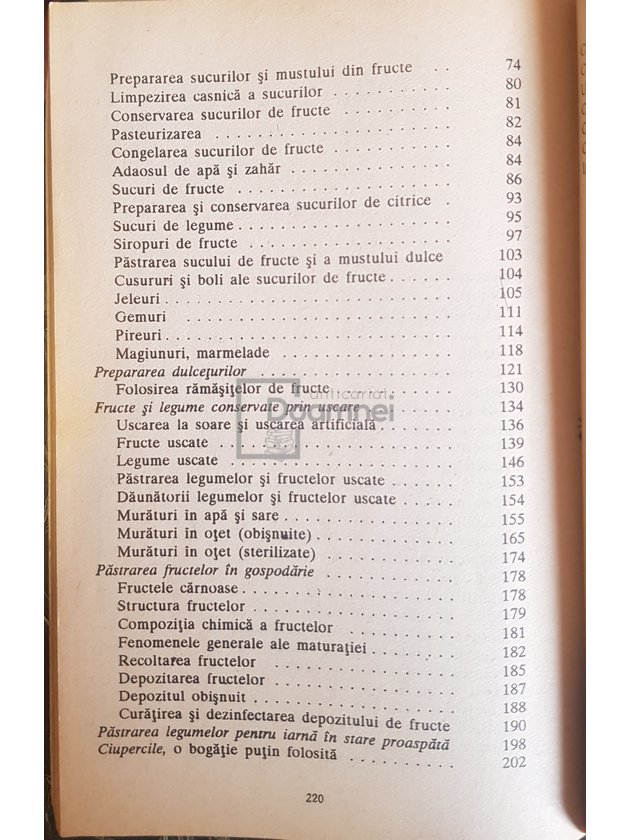 Prepararea sucurilor şi mustului din fructe . . 74
Limpezirea casnică a sucurilor . . . . . . . . . . 80
Conservarea sucurilor de fructe . . . . . . . . . 81
Pasteurizarea . . . . . . . . . . . . . . . . . . . 82
Congelarea sucurilor de fructe . . . . . . . . . . 84
Adaosul de apă şi zahăr . . . . . . . . . . . . . . 84
Sucuri de fructe . . . . . . . . . . . . . . . . . 86
Prepararea şi conservarea sucurilor de citrice . 93
Sucuri de legume . . . . . . . . . . . . . . . . . 95
Siropuri de fructe . . . . . . . . . . . . . . . . 97
Păstrarea sucului de fructe şi a mustului dulce 103
Cusururi şi boli ale sucurilor de fructe . . . . . 104
Jeleuri . . . . . . . . . . . . . . . . . . . . . . 105
Gemuri . . . . . . . . . . . . . . . . . . . . . . 111
Pireuri . . . . . . . . . . . . . . . . . . . . . . 114
Magiunuri, marmelade . . . . . . . . . . . . . . . 118
Prepararea dulceţurilor . . . . . . . . . . . . . . 121
Folosirea rămăşiţelor de fructe . . . . . . . . . . 130
Fructe şi legume conservate prin uscare . . . . . . 134
Uscarea la soare şi uscarea artificială . . . . . . 136
Fructe uscate . . . . . . . . . . . . . . . . . . . 139
Legume uscate . . . . . . . . . . . . . . . . . . . 146
Păstrarea legumelor şi fructelor uscate . . . . . . 153
Dăunătorii legumelor şi fructelor uscate . . . . . 154
Murături în apă şi sare . . . . . . . . . . . . . . 155
Murături în oţet (obişnuite) . . . . . . . . . . . 165
Murături în oţet (sterilizate) . . . . . . . . . . 174
Păstrarea fructelor în gospodărie . . . . . . . . . 178
Fructele cărnoase . . . . . . . . . . . . . . . . . 178
Structura fructelor . . . . . . . . . . . . . . . . 179
Compoziţia chimică a fructelor . . . . . . . . . . 181
Fenomenele generale ale maturaţiei . . . . . . . . 182
Recoltarea fructelor . . . . . . . . . . . . . . . 185
Depozitarea fructelor . . . . . . . . . . . . . . . 187
Depozitul obişnuit . . . . . . . . . . . . . . . . 188
Curăţirea şi dezinfectarea depozitului de fructe 190
Păstrarea legumelor pentru iarnă în stare proaspătă 198
Ciupercile, o bogăţie puţin folosită . . . . . . . 202
220
anticariat
Doamnei